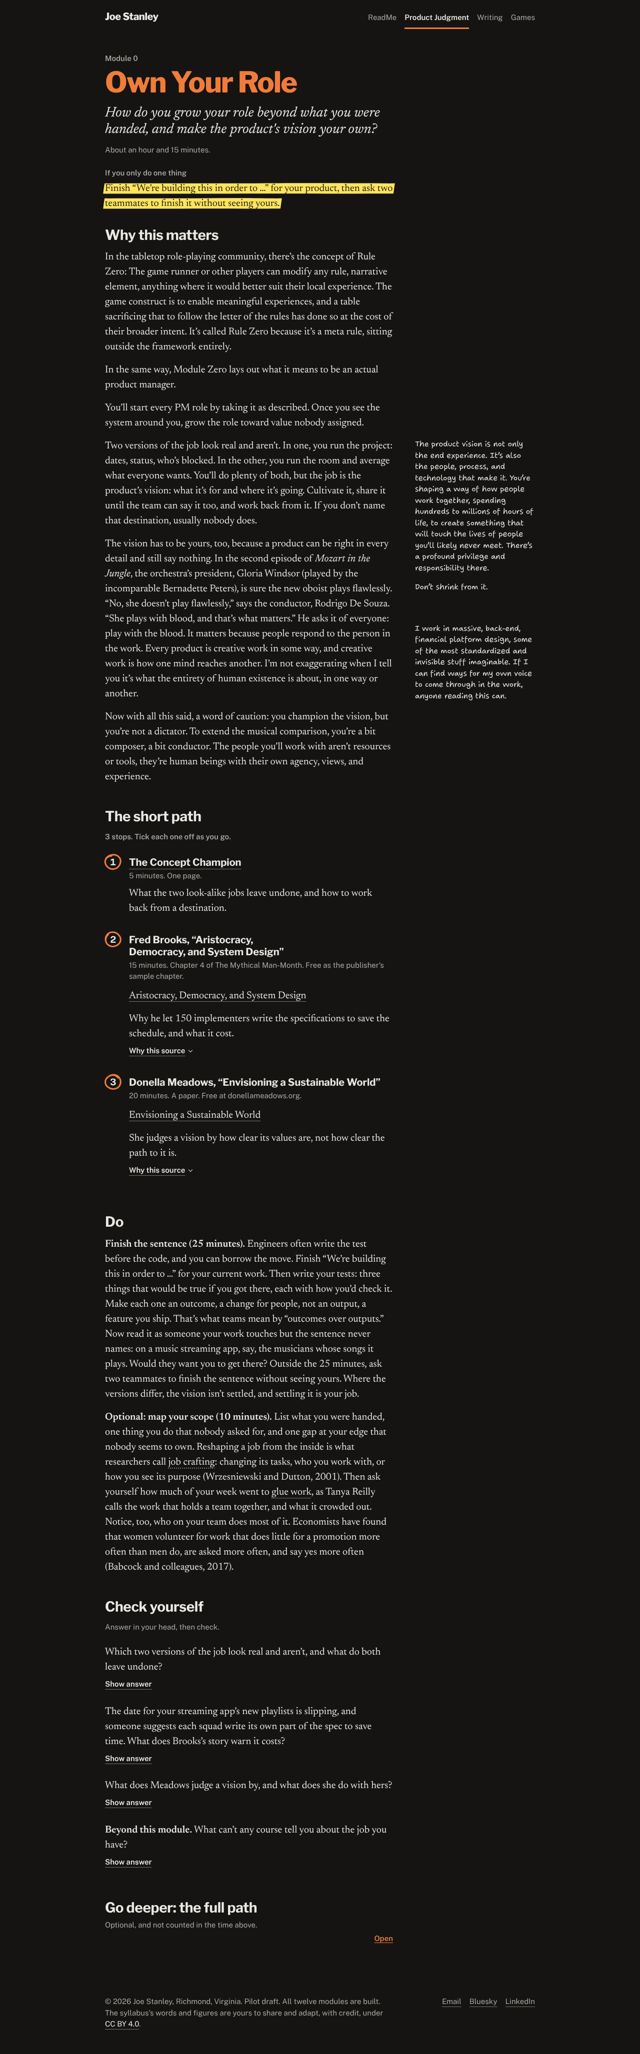 Joe Stanley
ReadMe Product Judgment Writing Games
Module 0
Own Your Role
How do you grow your role beyond what you were
handed, and make the product's vision your own?
About an hour and 15 minutes.
If you only do one thing
Finish “We’re building this in order to …” for your product, then ask two
teammates to finish it without seeing yours.
Why this matters
In the tabletop role-playing community, there’s the concept of Rule
Zero: The game runner or other players can modify any rule, narrative
element, anything where it would better suit their local experience. The
game construct is to enable meaningful experiences, and a table
sacrificing that to follow the letter of the rules has done so at the cost of
their broader intent. It’s called Rule Zero because it’s a meta rule, sitting
outside the framework entirely.
In the same way, Module Zero lays out what it means to be an actual
product manager.
You’ll start every PM role by taking it as described. Once you see the
system around you, grow the role toward value nobody assigned.
Two versions of the job look real and aren’t. In one, you run the project:
dates, status, who’s blocked. In the other, you run the room and average
what everyone wants. You’ll do plenty of both, but the job is the
product’s vision: what it’s for and where it’s going. Cultivate it, share it
until the team can say it too, and work back from it. If you don’t name
that destination, usually nobody does.
The product vision is not only
the end experience. It’s also
the people, process, and
technology that make it. You’re
shaping a way of how people
work together, spending
hundreds to millions of hours of
life, to create something that
will touch the lives of people
you’ll likely never meet. There’s
a profound privilege and
responsibility there.
Don’t shrink from it.
The vision has to be yours, too, because a product can be right in every
detail and still say nothing. In the second episode of Mozart in the
Jungle, the orchestra’s president, Gloria Windsor (played by the
incomparable Bernadette Peters), is sure the new oboist plays flawlessly.
“No, she doesn’t play flawlessly,” says the conductor, Rodrigo De Souza.
“She plays with blood, and that’s what matters.” He asks it of everyone:
play with the blood. It matters because people respond to the person in
the work. Every product is creative work in some way, and creative
work is how one mind reaches another. I’m not exaggerating when I tell
you it’s what the entirety of human existence is about, in one way or
another.
I work in massive, back-end,
financial platform design, some
of the most standardized and
invisible stuff imaginable. If I
can find ways for my own voice
to come through in the work,
anyone reading this can.
Now with all this said, a word of caution: you champion the vision, but
you’re not a dictator. To extend the musical comparison, you’re a bit
composer, a bit conductor. The people you’ll work with aren’t resources
or tools, they’re human beings with their own agency, views, and
experience.
The short path
3 stops. Tick each one off as you go.
1 The Concept Champion
5 minutes. One page.
What the two look-alike jobs leave undone, and how to work
back from a destination.
2 Fred Brooks, “Aristocracy,
Democracy, and System Design”
15 minutes. Chapter 4 of The Mythical Man-Month. Free as the publisher’s
sample chapter.
Aristocracy, Democracy, and System Design
Why he let 150 implementers write the specifications to save the
schedule, and what it cost.
Why this source
3 Donella Meadows, “Envisioning a Sustainable World”
20 minutes. A paper. Free at donellameadows.org.
Envisioning a Sustainable World
She judges a vision by how clear its values are, not how clear the
path to it is.
Why this source
Do
Finish the sentence (25 minutes). Engineers often write the test
before the code, and you can borrow the move. Finish “We’re building
this in order to …” for your current work. Then write your tests: three
things that would be true if you got there, each with how you’d check it.
Make each one an outcome, a change for people, not an output, a
feature you ship. That’s what teams mean by “outcomes over outputs.”
Now read it as someone your work touches but the sentence never
names: on a music streaming app, say, the musicians whose songs it
plays. Would they want you to get there? Outside the 25 minutes, ask
two teammates to finish the sentence without seeing yours. Where the
versions differ, the vision isn’t settled, and settling it is your job.
Optional: map your scope (10 minutes). List what you were handed,
one thing you do that nobody asked for, and one gap at your edge that
nobody seems to own. Reshaping a job from the inside is what
researchers call job crafting: changing its tasks, who you work with, or
how you see its purpose (Wrzesniewski and Dutton, 2001). Then ask
yourself how much of your week went to glue work, as Tanya Reilly
calls the work that holds a team together, and what it crowded out.
Notice, too, who on your team does most of it. Economists have found
that women volunteer for work that does little for a promotion more
often than men do, are asked more often, and say yes more often
(Babcock and colleagues, 2017).
Check yourself
Answer in your head, then check.
Which two versions of the job look real and aren’t, and what do both
leave undone?
Show answer
The date for your streaming app’s new playlists is slipping, and
someone suggests each squad write its own part of the spec to save
time. What does Brooks’s story warn it costs?
Show answer
What does Meadows judge a vision by, and what does she do with hers?
Show answer
Beyond this module. What can’t any course tell you about the job you
have?
Show answer
Go deeper: the full path
Optional, and not counted in the time above.
Open
© 2026 Joe Stanley, Richmond, Virginia. Pilot draft. All twelve modules are built.
The syllabus’s words and figures are yours to share and adapt, with credit, under
CC BY 4.0.
Email Bluesky LinkedIn